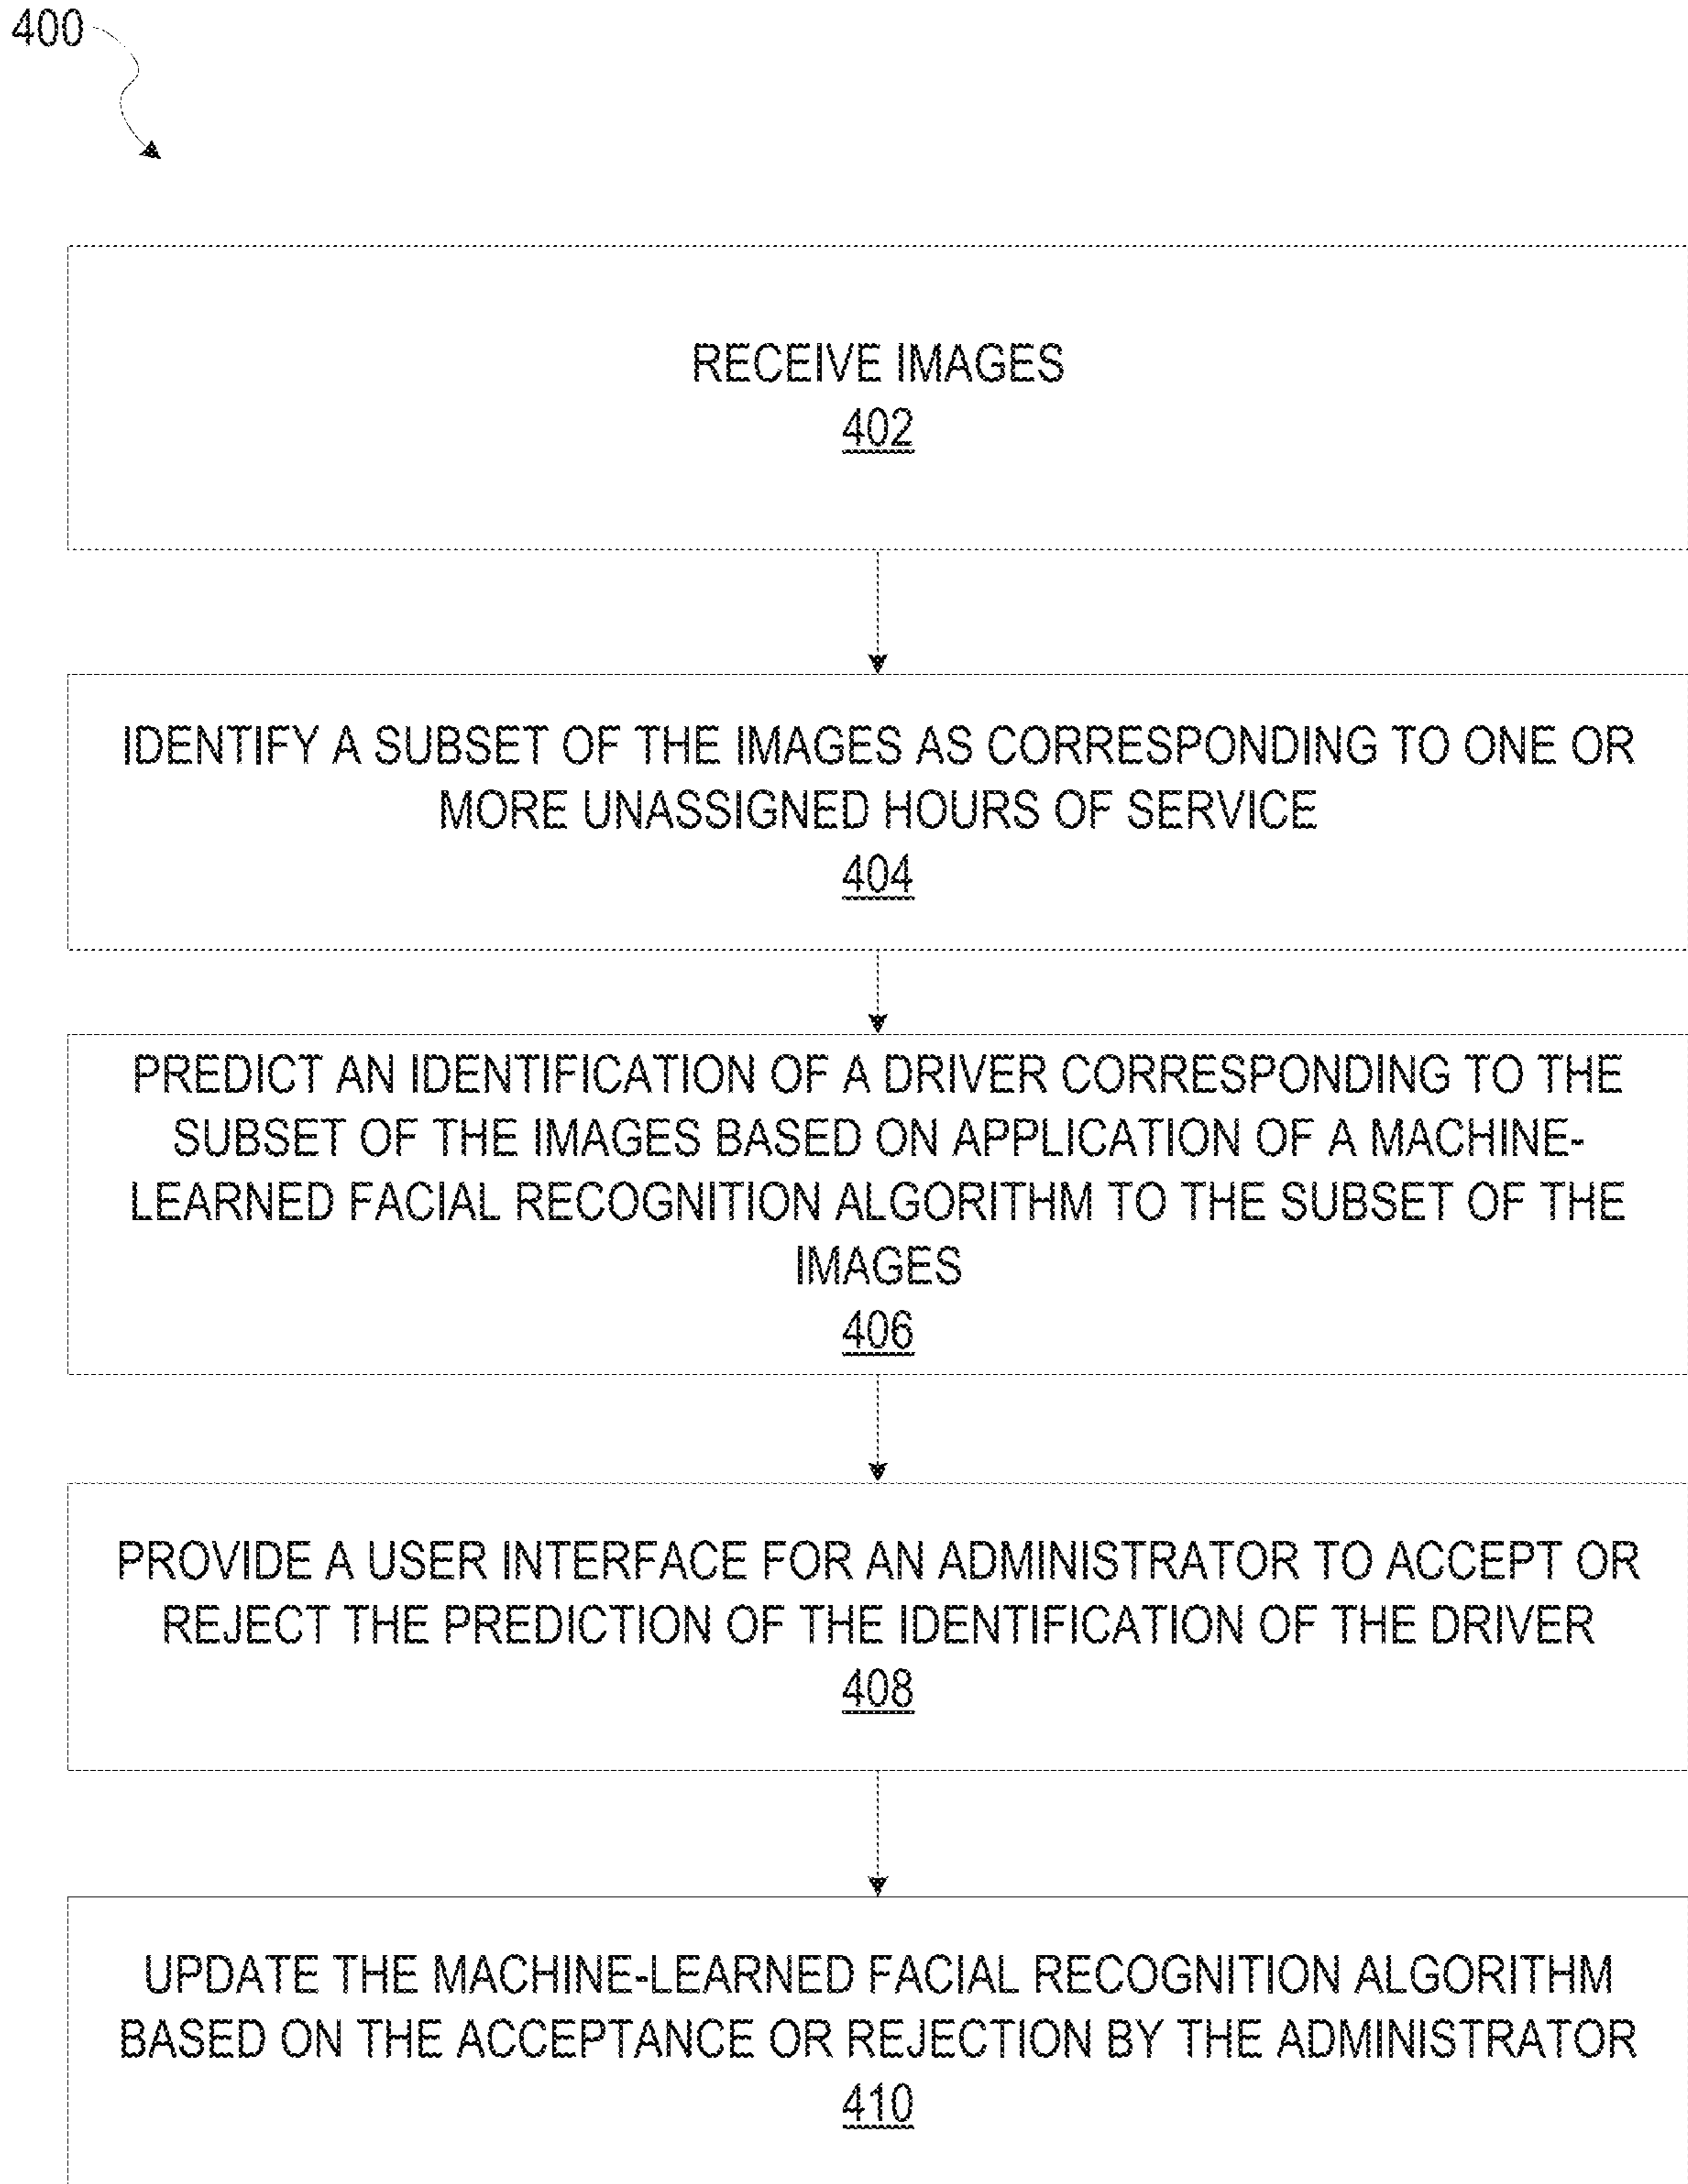 400
RECEIVE IMAGES
402
IDENTIFY A SUBSET OF THE IMAGES AS CORRESPONDING TO ONE OR
MORE UNASSIGNED HOURS OF SERVICE
404
PREDICT AN IDENTIFICATION OF A DRIVER CORRESPONDING TO THE
SUBSET OF THE IMAGES BASED ON APPLICATION OF A MACHINE-
LEARNED FACIAL RECOGNITION ALGORITHM TO THE SUBSET OF THE
IMAGES
406
PROVIDE A USER INTERFACE FOR AN ADMINISTRATOR TO ACCEPT OR
REJECT THE PREDICTION OF THE IDENTIFICATION OF THE DRIVER
408
UPDATE THE MACHINE-LEARNED FACIAL RECOGNITION ALGORITHM
BASED ON THE ACCEPTANCE OR REJECTION BY THE ADMINISTRATOR
410